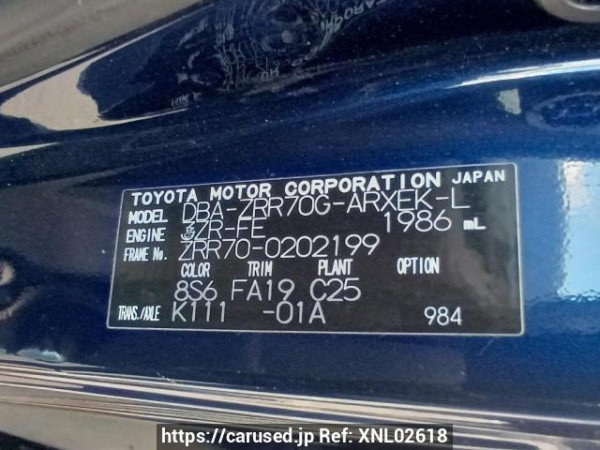 TOYOTA MOTOR CORPORATION JAPAN
MODEL DBA-ZRR70G-ARXEK-L
ENGINE 3ZR-FE 1986 mL
FRAME No. ZRR70-0202199
COLOR TRIM PLANT OPTION
8S6 FA19 C25
TRANS./AXLE K111 -01A 984
https://carused.jp Ref: XNL02618